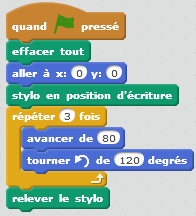 quand pressé
effacer tout
aller à x: 0 y: 0
stylo en position d'écriture
répéter 3 fois
avancer de 80
tourner de 120 degrés
relever le stylo